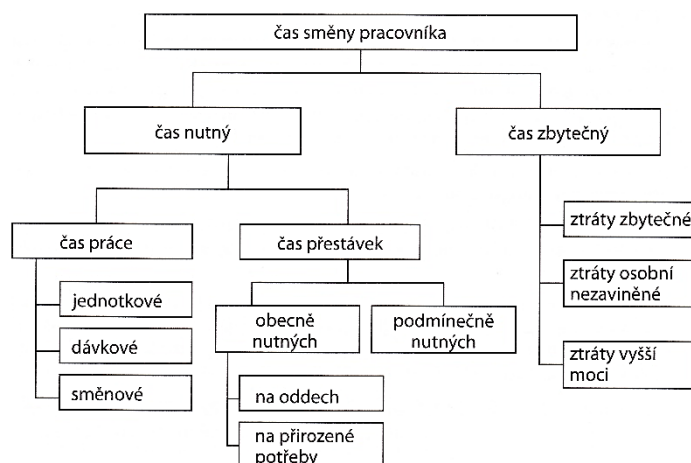 čas směny pracovníka
čas nutný
čas zbytečný
čas práce
čas přestávek
ztráty zbytečné
jednotkové
obecně
nutných
podmínečně
nutných
ztráty osobní
nezaviněné
dávkové
ztráty vyšší
moci
směnové
na oddech
na přirozené
potřeby